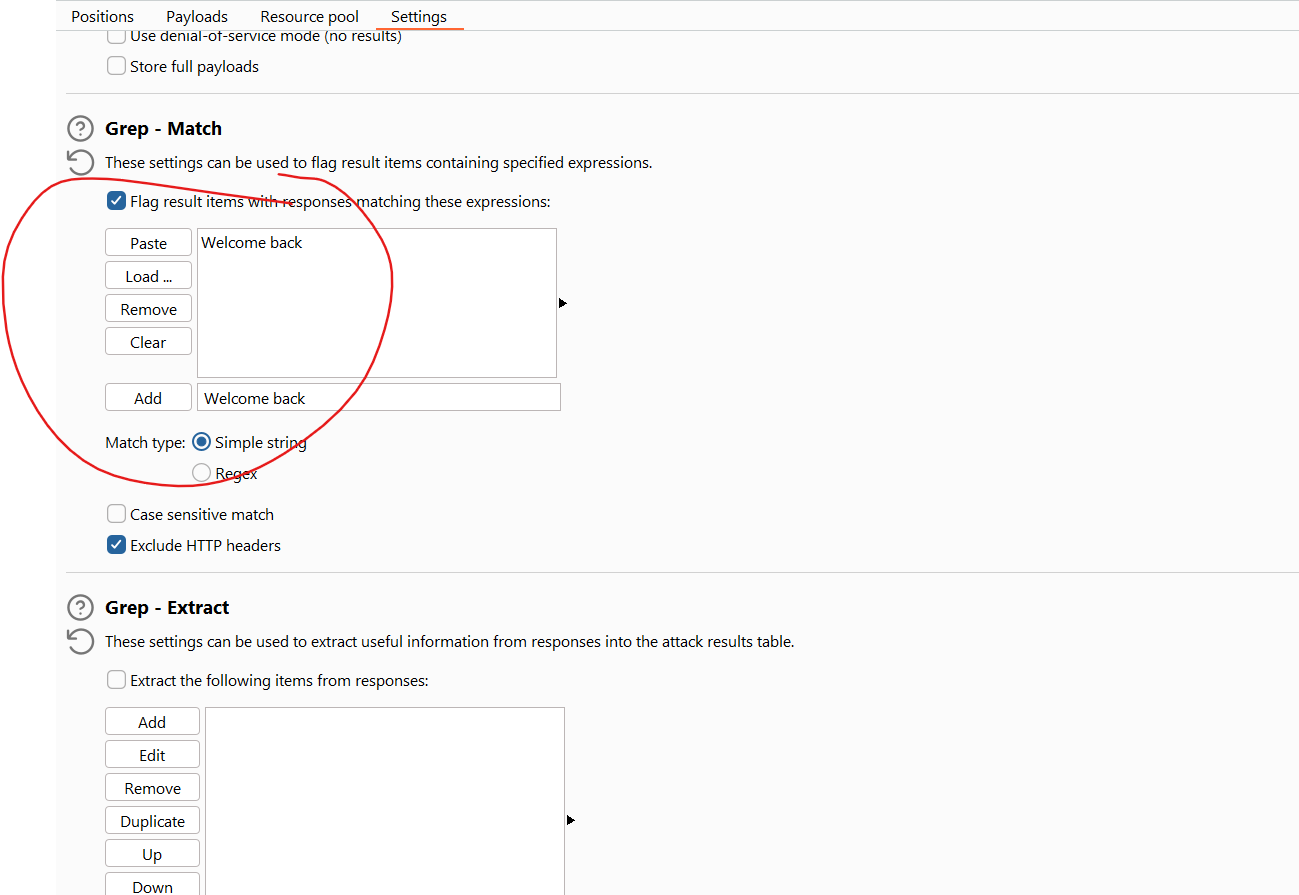 Positions Payloads Resource pool Settings
Use denial-of-service mode (no results)
Store full payloads
? Grep - Match
These settings can be used to flag result items containing specified expressions.
Flag result items with responses matching these expressions:
Paste Welcome back
Load ...
Remove
Clear
Add Welcome back
Match type: Simple string
Regex
Case sensitive match
Exclude HTTP headers
? Grep - Extract
These settings can be used to extract useful information from responses into the attack results table.
Extract the following items from responses:
Add
Edit
Remove
Duplicate
Up
Down